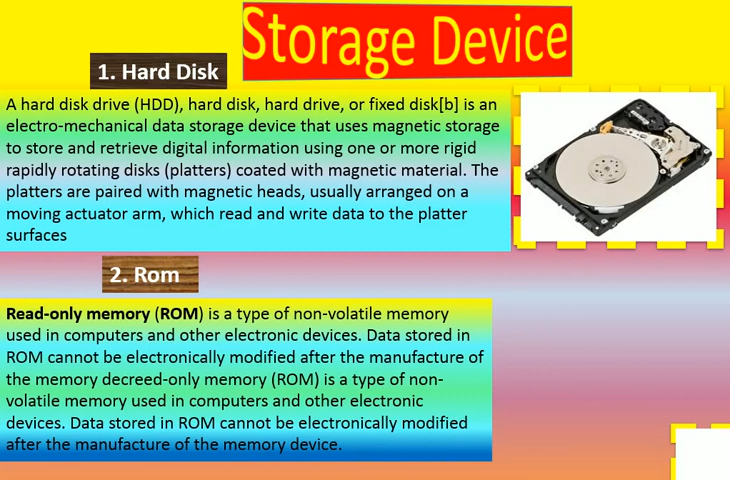 Storage Device
1. Hard Disk
A hard disk drive (HDD), hard disk, hard drive, or fixed disk[b] is an
electro-mechanical data storage device that uses magnetic storage
to store and retrieve digital information using one or more rigid
rapidly rotating disks (platters) coated with magnetic material. The
platters are paired with magnetic heads, usually arranged on a
moving actuator arm, which read and write data to the platter
surfaces
2. Rom
Read-only memory (ROM) is a type of non-volatile memory
used in computers and other electronic devices. Data stored in
ROM cannot be electronically modified after the manufacture of
the memory decreed-only memory (ROM) is a type of non-
volatile memory used in computers and other electronic
devices. Data stored in ROM cannot be electronically modified
after the manufacture of the memory device.